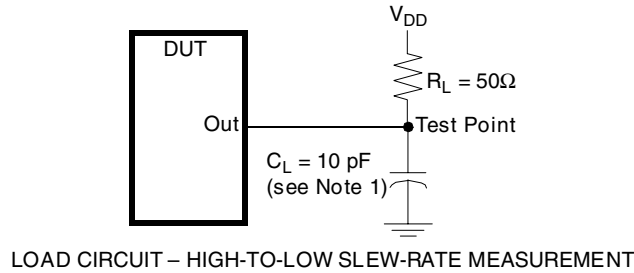 V_DD
DUT
R_L = 50Ω
Out
Test Point
C_L = 10 pF
(see Note 1)
LOAD CIRCUIT – HIGH-TO-LOW SLEW-RATE MEASUREMENT